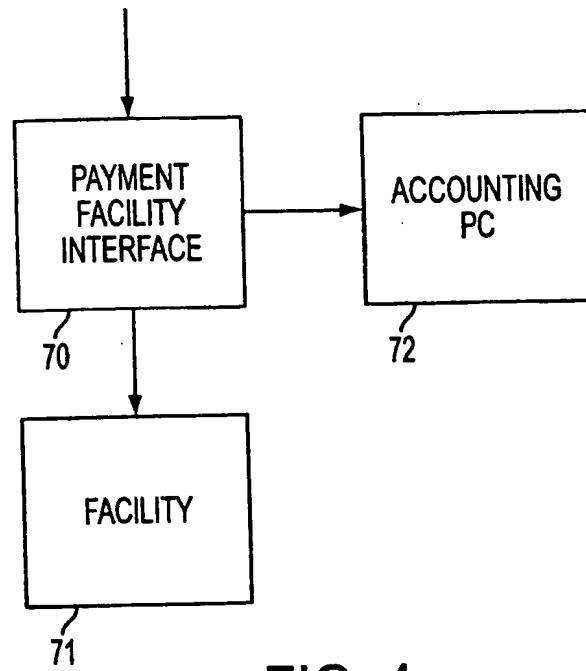 PAYMENT
FACILITY
INTERFACE
70
ACCOUNTING
PC
72
FACILITY
71